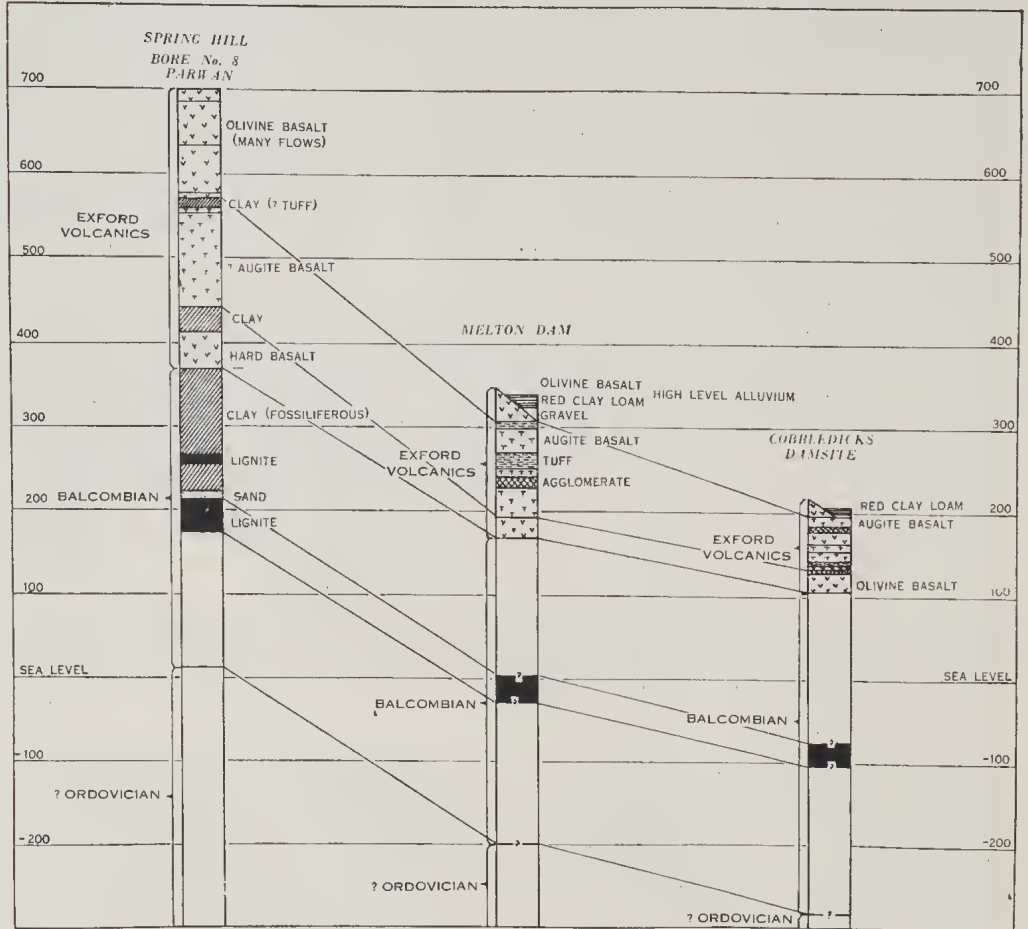 SPRING HILL
BORE No. 8
PARWAN
700
700
OLIVINE BASALT
(MANY FLOWS)
600
600
CLAY (? TUFF)
EXFORD
VOLCANICS
500
500
? AUGITE BASALT
CLAY
400
400
MELTON DAM
HARD BASALT
OLIVINE BASALT
RED CLAY LOAM
HIGH LEVEL ALLUVIUM
GRAVEL
CLAY (FOSSILIFEROUS)
300
300
AUGITE BASALT
COBBLEDICKS
DAMSITE
EXFORD
VOLCANICS
TUFF
LIGNITE
AGGLOMERATE
BALCOMBIAN
SAND
200
200
RED CLAY LOAM
LIGNITE
AUGITE BASALT
EXFORD
VOLCANICS
100
100
OLIVINE BASALT
SEA LEVEL
SEA LEVEL
?
?
BALCOMBIAN
BALCOMBIAN
?
?
-100
-100
? ORDOVICIAN
-200
-200
?
? ORDOVICIAN
? ORDOVICIAN
?